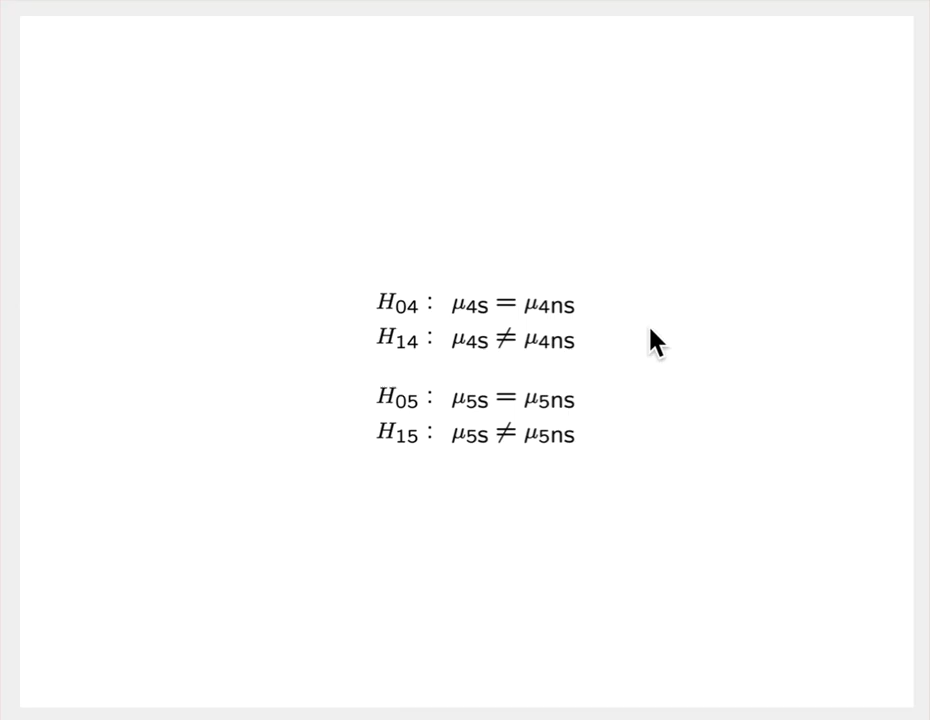 H₀₄ : μ₄s = μ₄ns
H₁₄ : μ₄s ≠ μ₄ns
H₀₅ : μ₅s = μ₅ns
H₁₅ : μ₅s ≠ μ₅ns